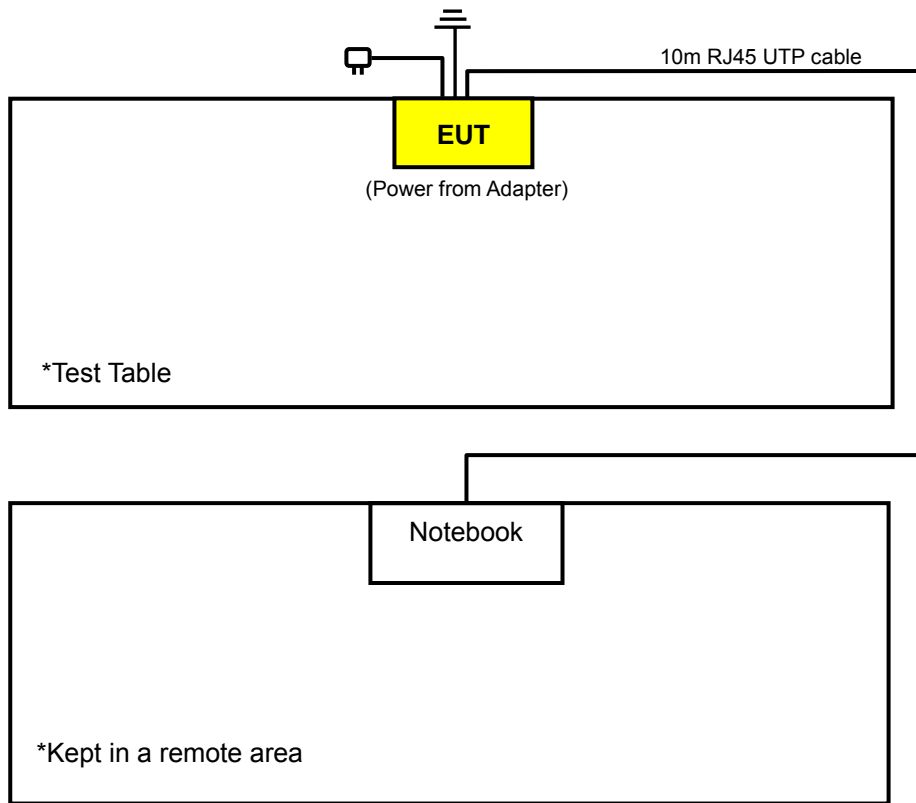 10m RJ45 UTP cable
EUT
(Power from Adapter)
*Test Table
Notebook
*Kept in a remote area